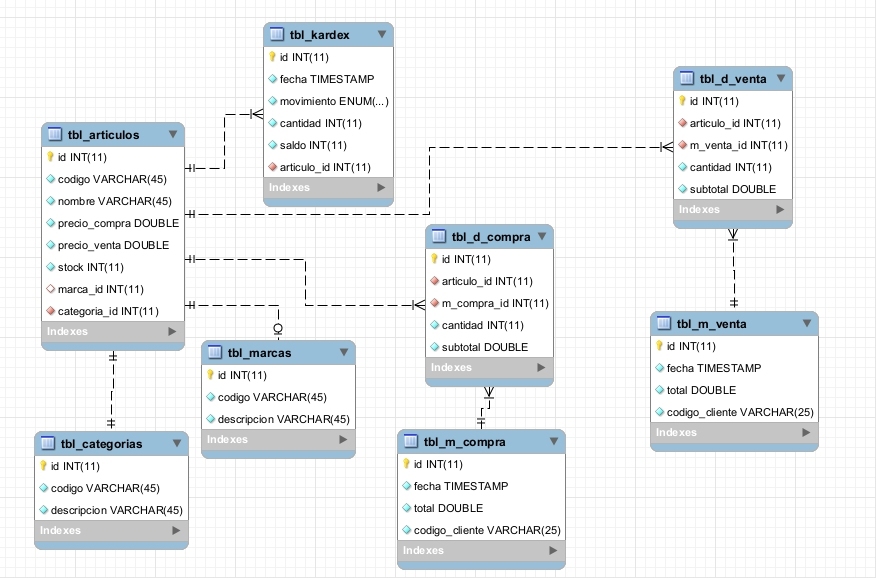 tbl_kardex
id INT(11)
fecha TIMESTAMP
movimiento ENUM(...)
cantidad INT(11)
saldo INT(11)
articulo_id INT(11)
Indexes
tbl_d_venta
id INT(11)
articulo_id INT(11)
m_venta_id INT(11)
cantidad INT(11)
subtotal DOUBLE
Indexes
tbl_articulos
id INT(11)
codigo VARCHAR(45)
nombre VARCHAR(45)
precio_compra DOUBLE
precio_venta DOUBLE
stock INT(11)
marca_id INT(11)
categoria_id INT(11)
Indexes
tbl_d_compra
id INT(11)
articulo_id INT(11)
m_compra_id INT(11)
cantidad INT(11)
subtotal DOUBLE
Indexes
tbl_m_venta
id INT(11)
fecha TIMESTAMP
total DOUBLE
codigo_cliente VARCHAR(25)
Indexes
tbl_marcas
id INT(11)
codigo VARCHAR(45)
descripcion VARCHAR(45)
Indexes
tbl_categorias
id INT(11)
codigo VARCHAR(45)
descripcion VARCHAR(45)
Indexes
tbl_m_compra
id INT(11)
fecha TIMESTAMP
total DOUBLE
codigo_cliente VARCHAR(25)
Indexes